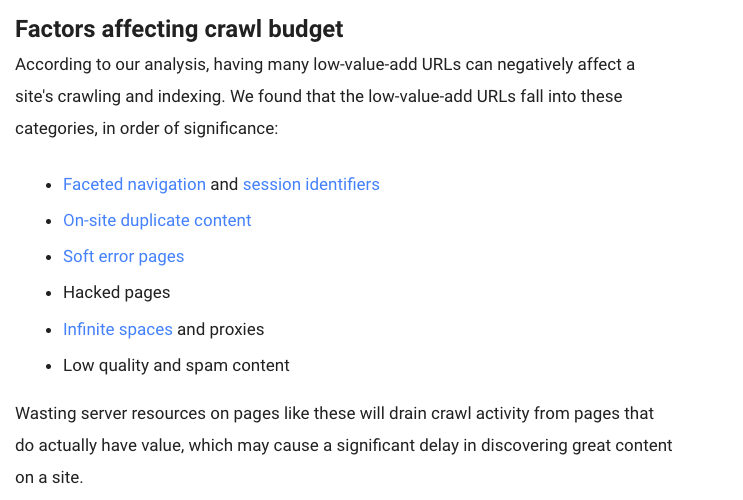 Factors affecting crawl budget
According to our analysis, having many low-value-add URLs can negatively affect a
site's crawling and indexing. We found that the low-value-add URLs fall into these
categories, in order of significance:
• Faceted navigation and session identifiers
• On-site duplicate content
• Soft error pages
• Hacked pages
• Infinite spaces and proxies
• Low quality and spam content
Wasting server resources on pages like these will drain crawl activity from pages that
do actually have value, which may cause a significant delay in discovering great content
on a site.